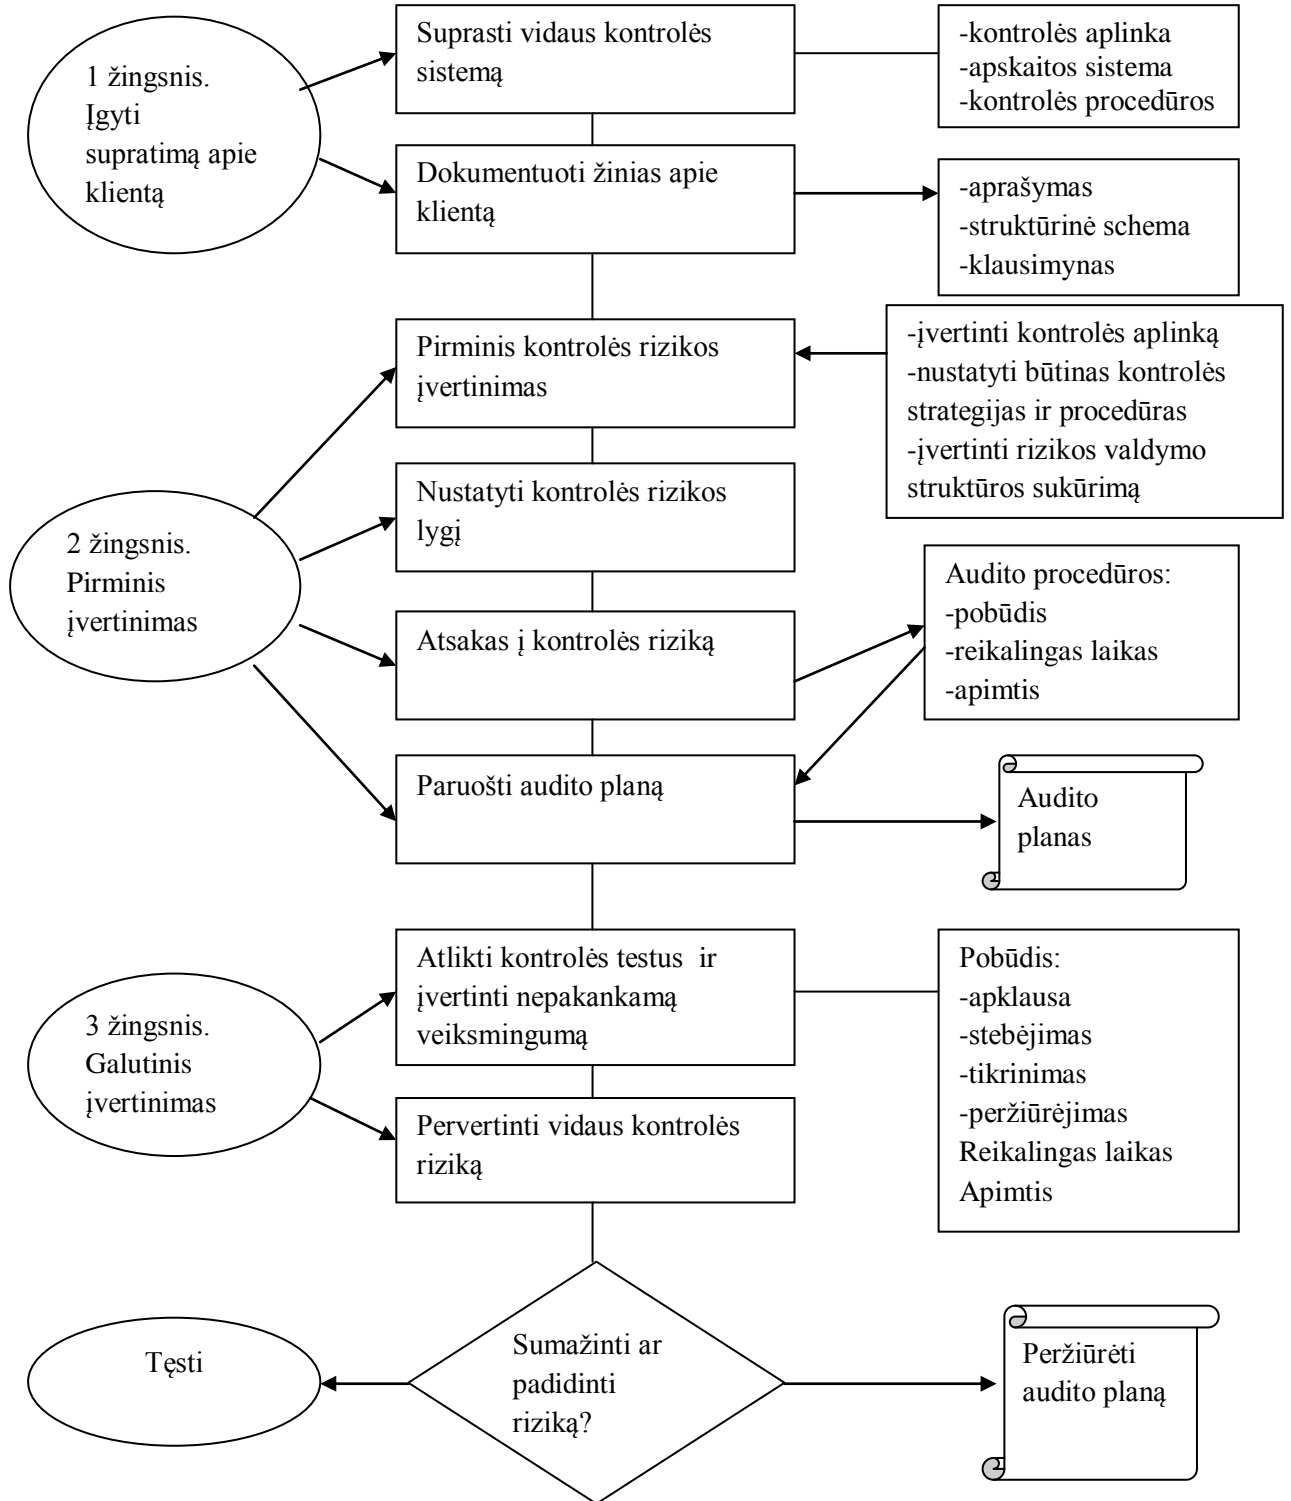 1 žingsnis.
Įgyti
supratimą apie
klientą
Suprasti vidaus kontrolės
sistemą
-kontrolės aplinka
-apskaitos sistema
-kontrolės procedūros
Dokumentuoti žinias apie
klientą
-aprašymas
-struktūrinė schema
-klausimynas
2 žingsnis.
Pirminis
įvertinimas
Pirminis kontrolės rizikos
įvertinimas
-įvertinti kontrolės aplinką
-nustatyti būtinas kontrolės
strategijas ir procedūras
-įvertinti rizikos valdymo
struktūros sukūrimą
Nustatyti kontrolės rizikos
lygį
Atsakas į kontrolės riziką
Audito procedūros:
-pobūdis
-reikalingas laikas
-apimtis
Paruošti audito planą
Audito
planas
3 žingsnis.
Galutinis
įvertinimas
Atlikti kontrolės testus  ir
įvertinti nepakankamą
veiksmingumą
Pobūdis:
-apklausa
-stebėjimas
-tikrinimas
-peržiūrėjimas
Reikalingas laikas
Apimtis
Pervertinti vidaus kontrolės
riziką
Sumažinti ar
padidinti
riziką?
Tęsti
Peržiūrėti
audito planą